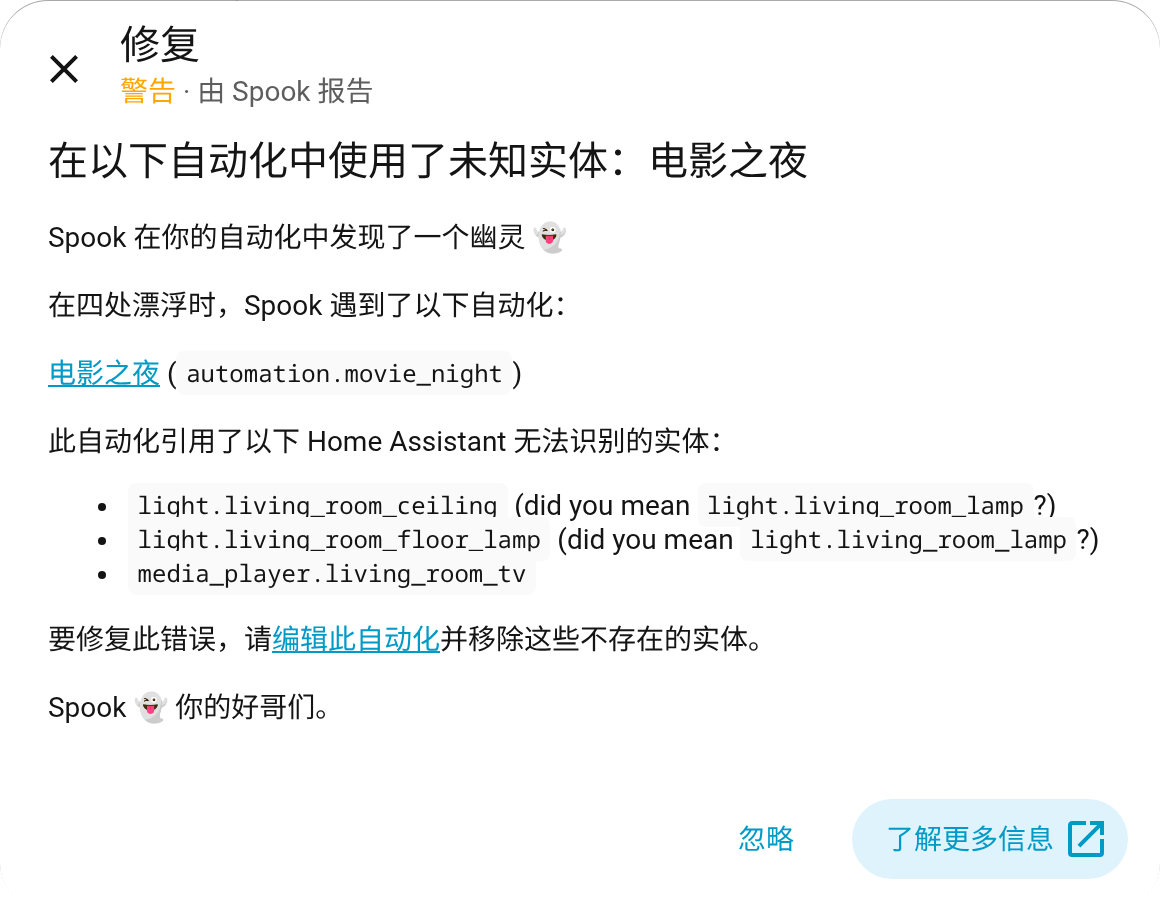 修复
警告 · 由 Spook 报告
在以下自动化中使用了未知实体：电影之夜
Spook 在你的自动化中发现了一个幽灵 👻
在四处漂浮时，Spook 遇到了以下自动化：
电影之夜 ( automation.movie_night )
此自动化引用了以下 Home Assistant 无法识别的实体：
• light.living_room_ceiling (did you mean light.living_room_lamp ?)
• light.living_room_floor_lamp (did you mean light.living_room_lamp ?)
• media_player.living_room_tv
要修复此错误，请编辑此自动化并移除这些不存在的实体。
Spook 👻 你的好哥们。
忽略
了解更多信息